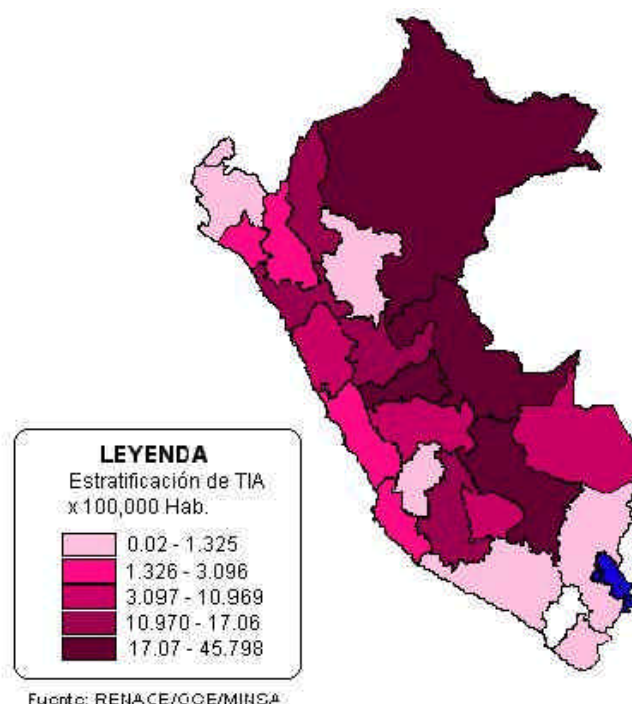 LEYENDA
Estratificación de TIA
x 100,000 Hab.
0.02 - 1.325
1.326 - 3.096
3.097 - 10.969
10.970 - 17.06
17.07 - 45.798
Fuente: RENACE/OGE/MINSA